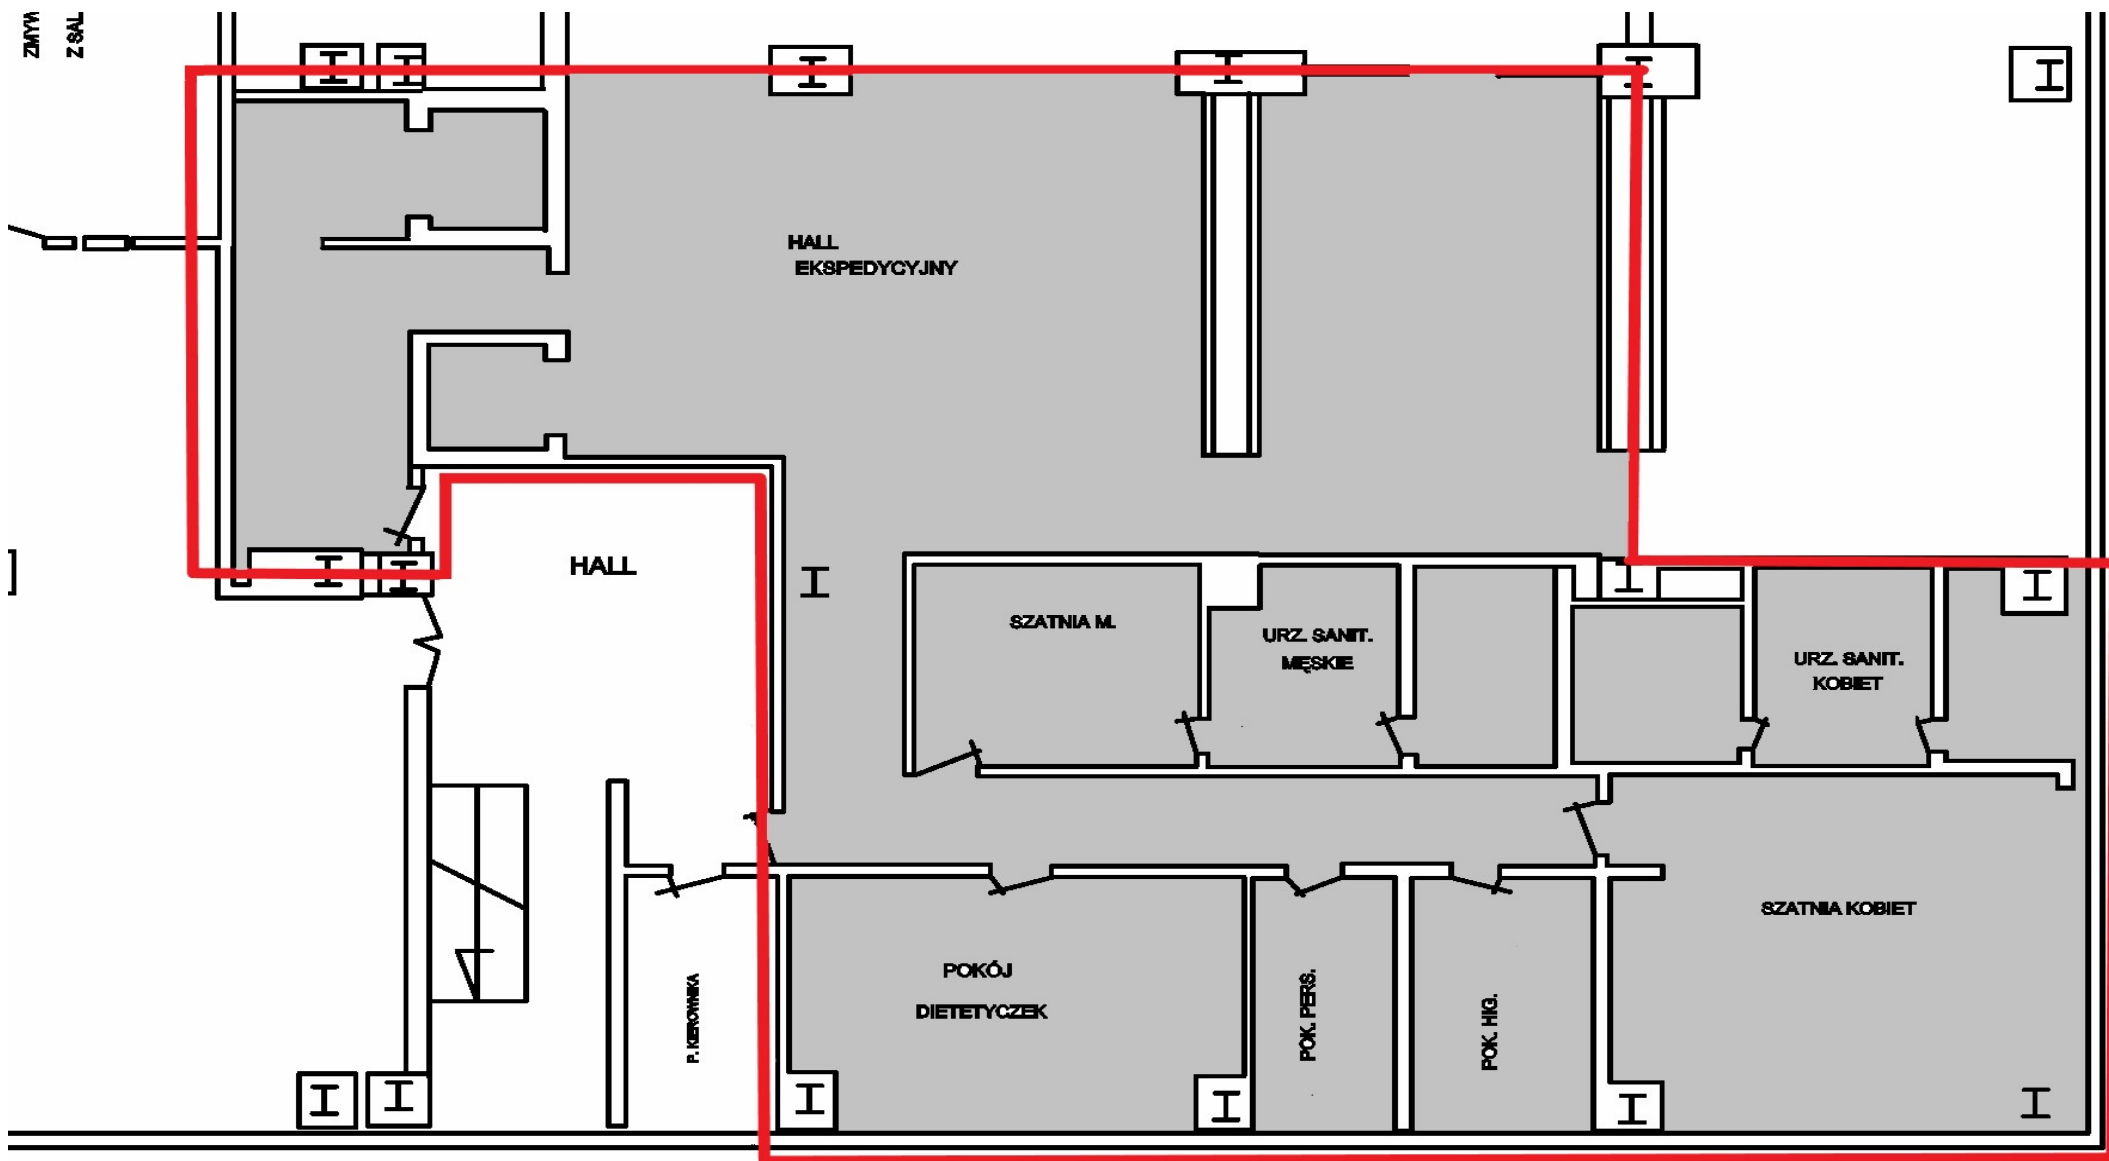 ZMYW
Z SAL
HALL
EKSPEDYCYJNY
HALL
SZATNIA M.
URZ. SANIT.
MĘSKIE
URZ. SANIT.
KOBIET
SZATNIA KOBIET
POKÓJ
DIETETYCZEK
P. KIEROWNIKA
POK. PERS.
POK. HIG.